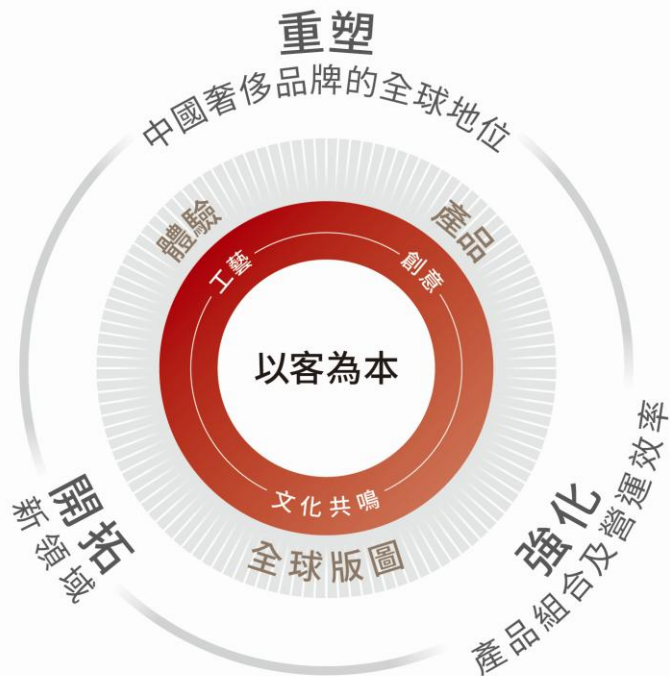 重塑
中國奢侈品牌的全球地位
體驗
產品
工藝
創意
以客為本
文化共鳴
全球版圖
開拓
新領域
強化
產品組合及營運效率